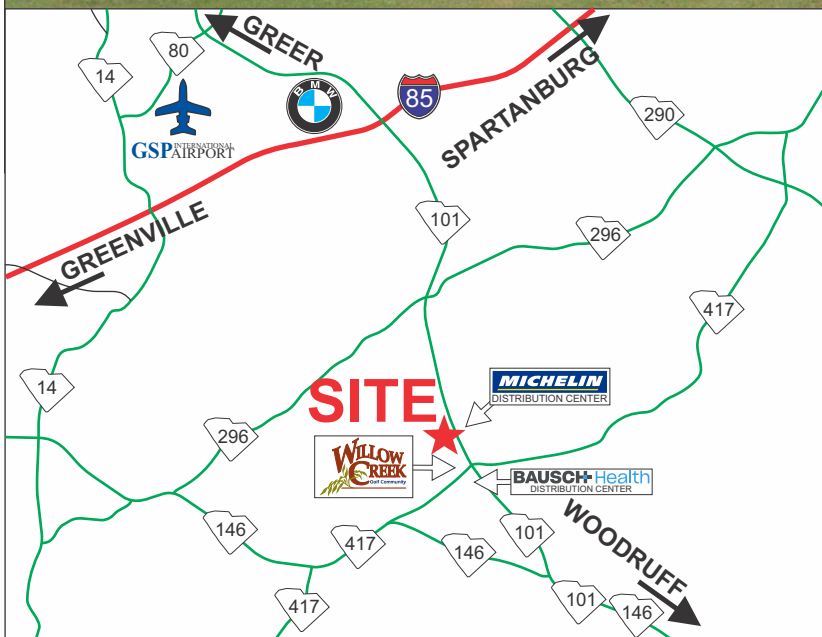 GREER
80
14
BMW
85
SPARTANBURG
290
GSP INTERNATIONAL
AIRPORT
101
GREENVILLE
296
417
14
SITE
MICHELIN
DISTRIBUTION CENTER
296
WILLOW
CREEK
Golf Community
BAUSCH+Health
DISTRIBUTION CENTER
WOODRUFF
146
417
146
101
417
101
146